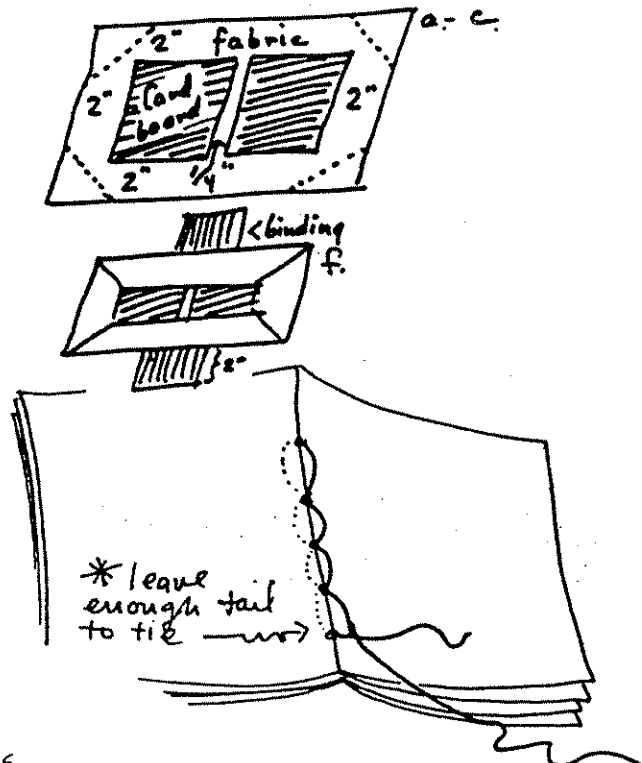 a.- c.
2" fabric
2" Card 2"
board
2" 1/4"
<binding
f.
2"
* leave
enough tail
to tie